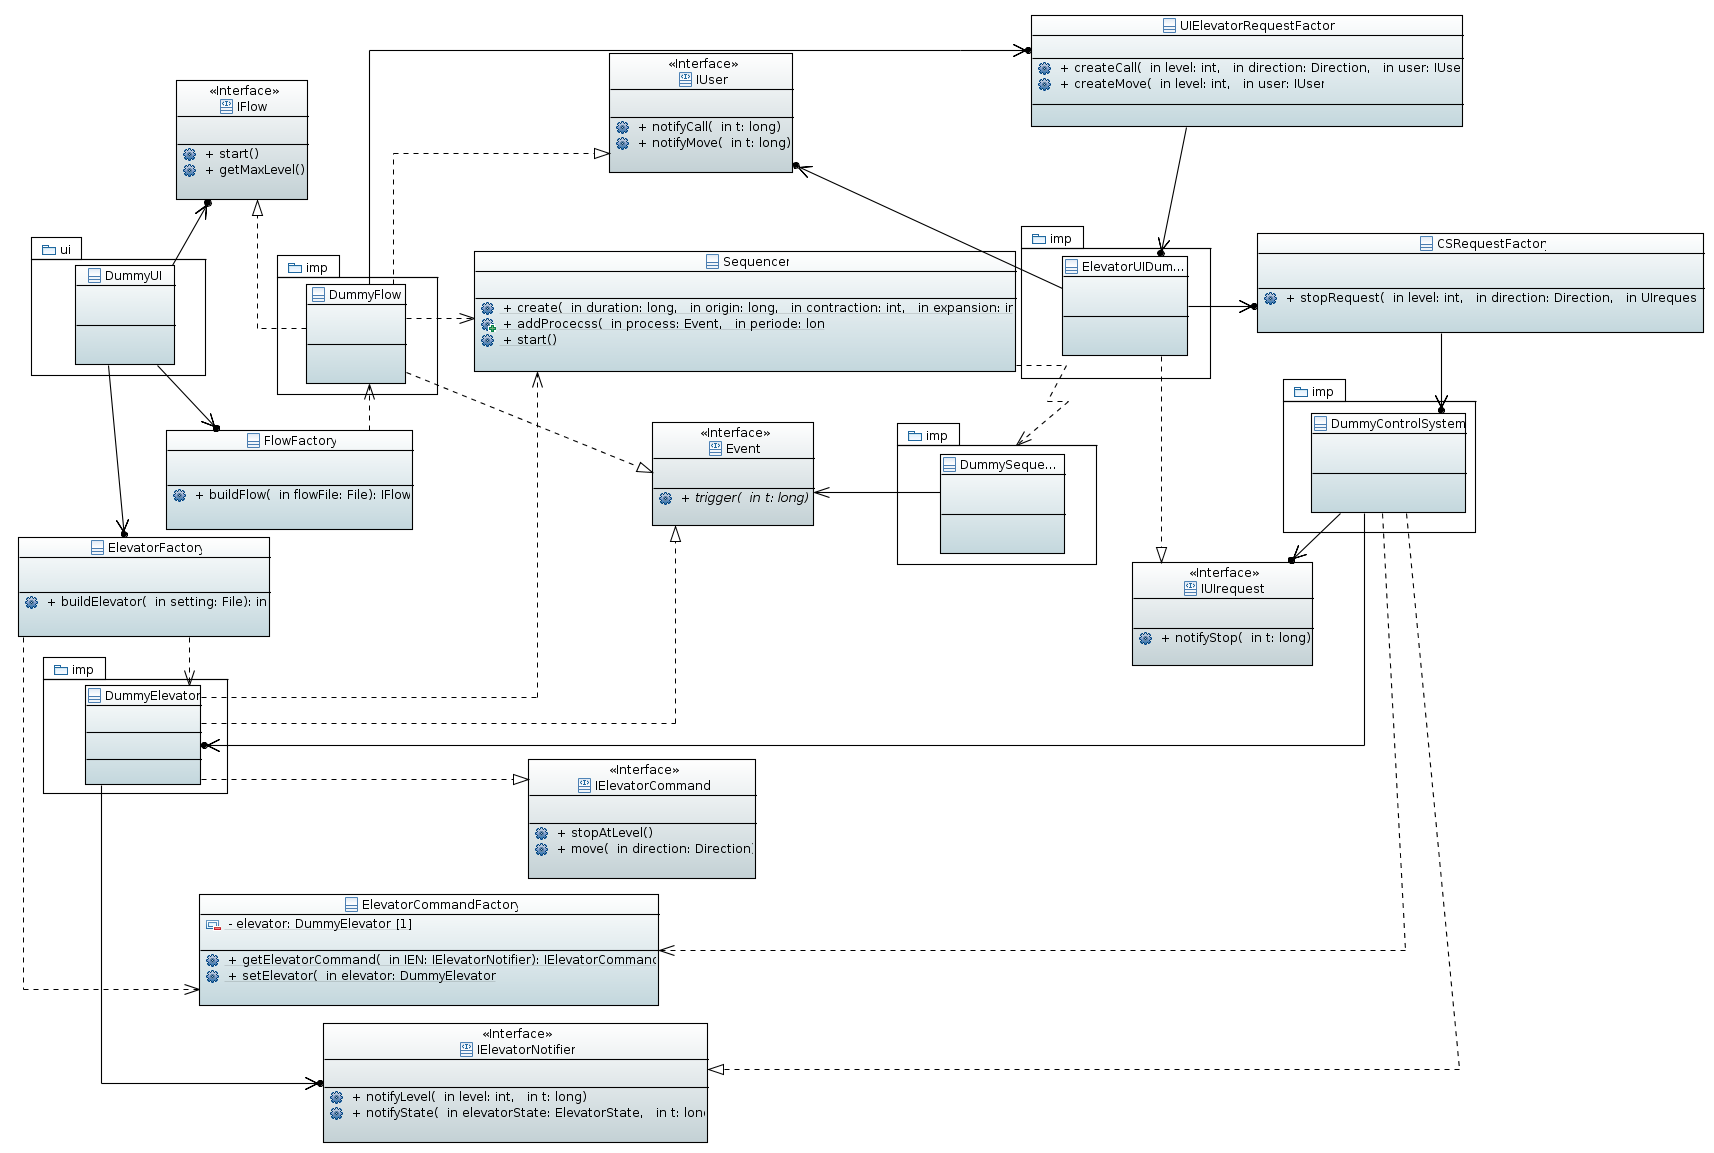 UIElevatorRequestFactor
+ createCall( in level: int, in direction: Direction, in user: IUse
+ createMove( in level: int, in user: IUser
«Interface»
IUser
+ notifyCall( in t: long)
+ notifyMove( in t: long)
«Interface»
IFlow
+ start()
+ getMaxLevel()
ui
DummyUI
imp
DummyFlow
Sequencer
+ create( in duration: long, in origin: long, in contraction: int, in expansion: in
+ addProcecss( in process: Event, in periode: lon
+ start()
imp
ElevatorUIDum...
CSRequestFactory
+ stopRequest( in level: int, in direction: Direction, in UIreques
imp
DummyControlSystem
FlowFactory
+ buildFlow( in flowFile: File): IFlow
«Interface»
Event
+ trigger( in t: long)
imp
DummySeque...
ElevatorFactory
+ buildElevator( in setting: File): in
«Interface»
IUIrequest
+ notifyStop( in t: long)
imp
DummyElevator
«Interface»
IElevatorCommand
+ stopAtLevel()
+ move( in direction: Direction)
ElevatorCommandFactory
- elevator: DummyElevator [1]
+ getElevatorCommand( in IEN: IElevatorNotifier): IElevatorCommand
+ setElevator( in elevator: DummyElevator
«Interface»
IElevatorNotifier
+ notifyLevel( in level: int, in t: long)
+ notifyState( in elevatorState: ElevatorState, in t: lon